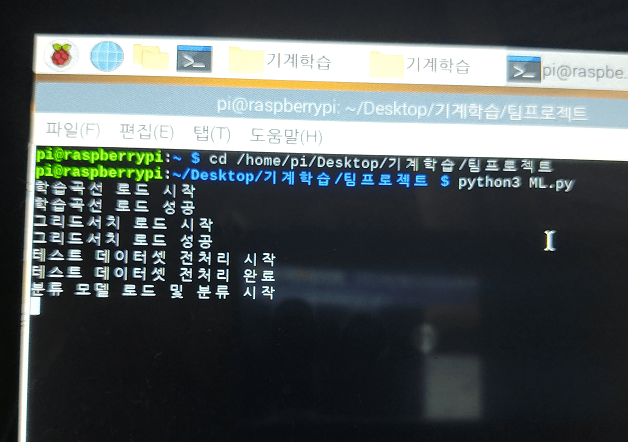 기계학습 기계학습 pi@raspbe...
pi@raspberrypi: ~/Desktop/기계학습/팀프로젝트
파일(F) 편집(E) 탭(T) 도움말(H)
pi@raspberrypi:~ $ cd /home/pi/Desktop/기계학습/팀프로젝트
pi@raspberrypi:~/Desktop/기계학습/팀프로젝트 $ python3 ML.py
학습곡선 로드 시작
학습곡선 로드 성공
그리드서치 로드 시작
그리드서치 로드 성공
테스트 데이터셋 전처리 시작
테스트 데이터셋 전처리 완료
분류 모델 로드 및 분류 시작